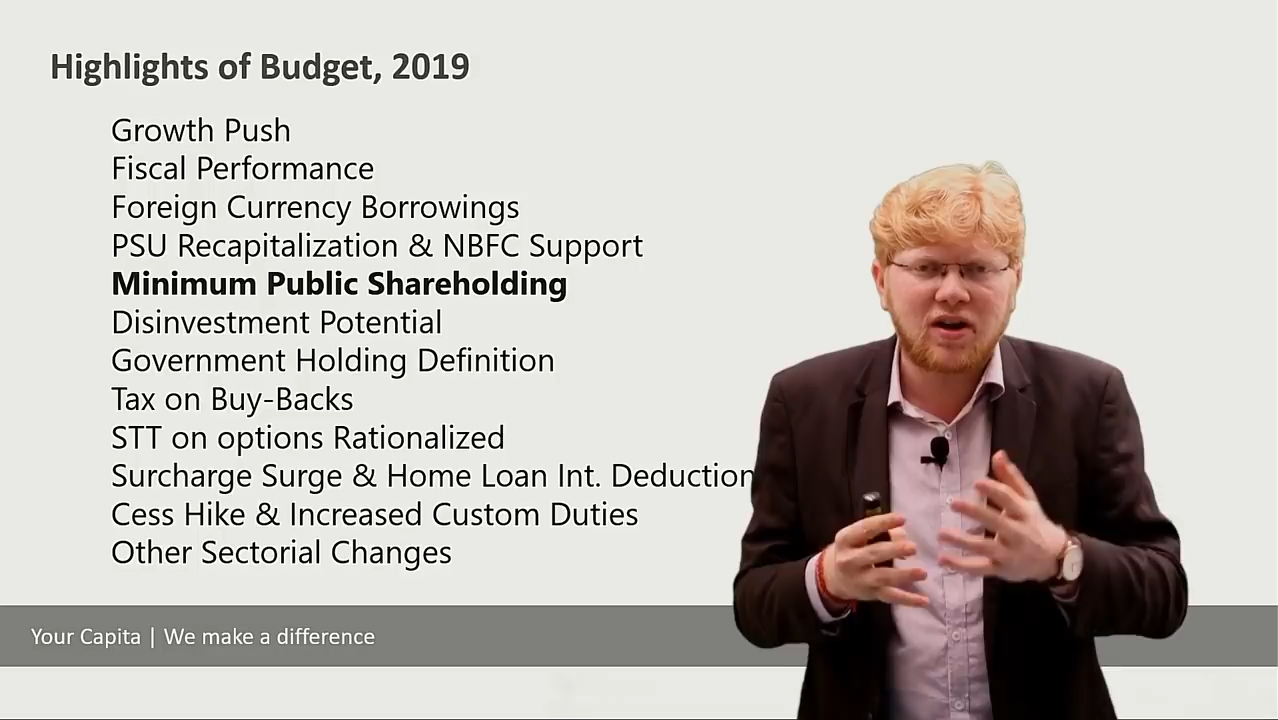 Highlights of Budget, 2019
Growth Push
Fiscal Performance
Foreign Currency Borrowings
PSU Recapitalization & NBFC Support
Minimum Public Shareholding
Disinvestment Potential
Government Holding Definition
Tax on Buy-Backs
STT on options Rationalized
Surcharge Surge & Home Loan Int. Deduction
Cess Hike & Increased Custom Duties
Other Sectorial Changes
Your Capita | We make a difference